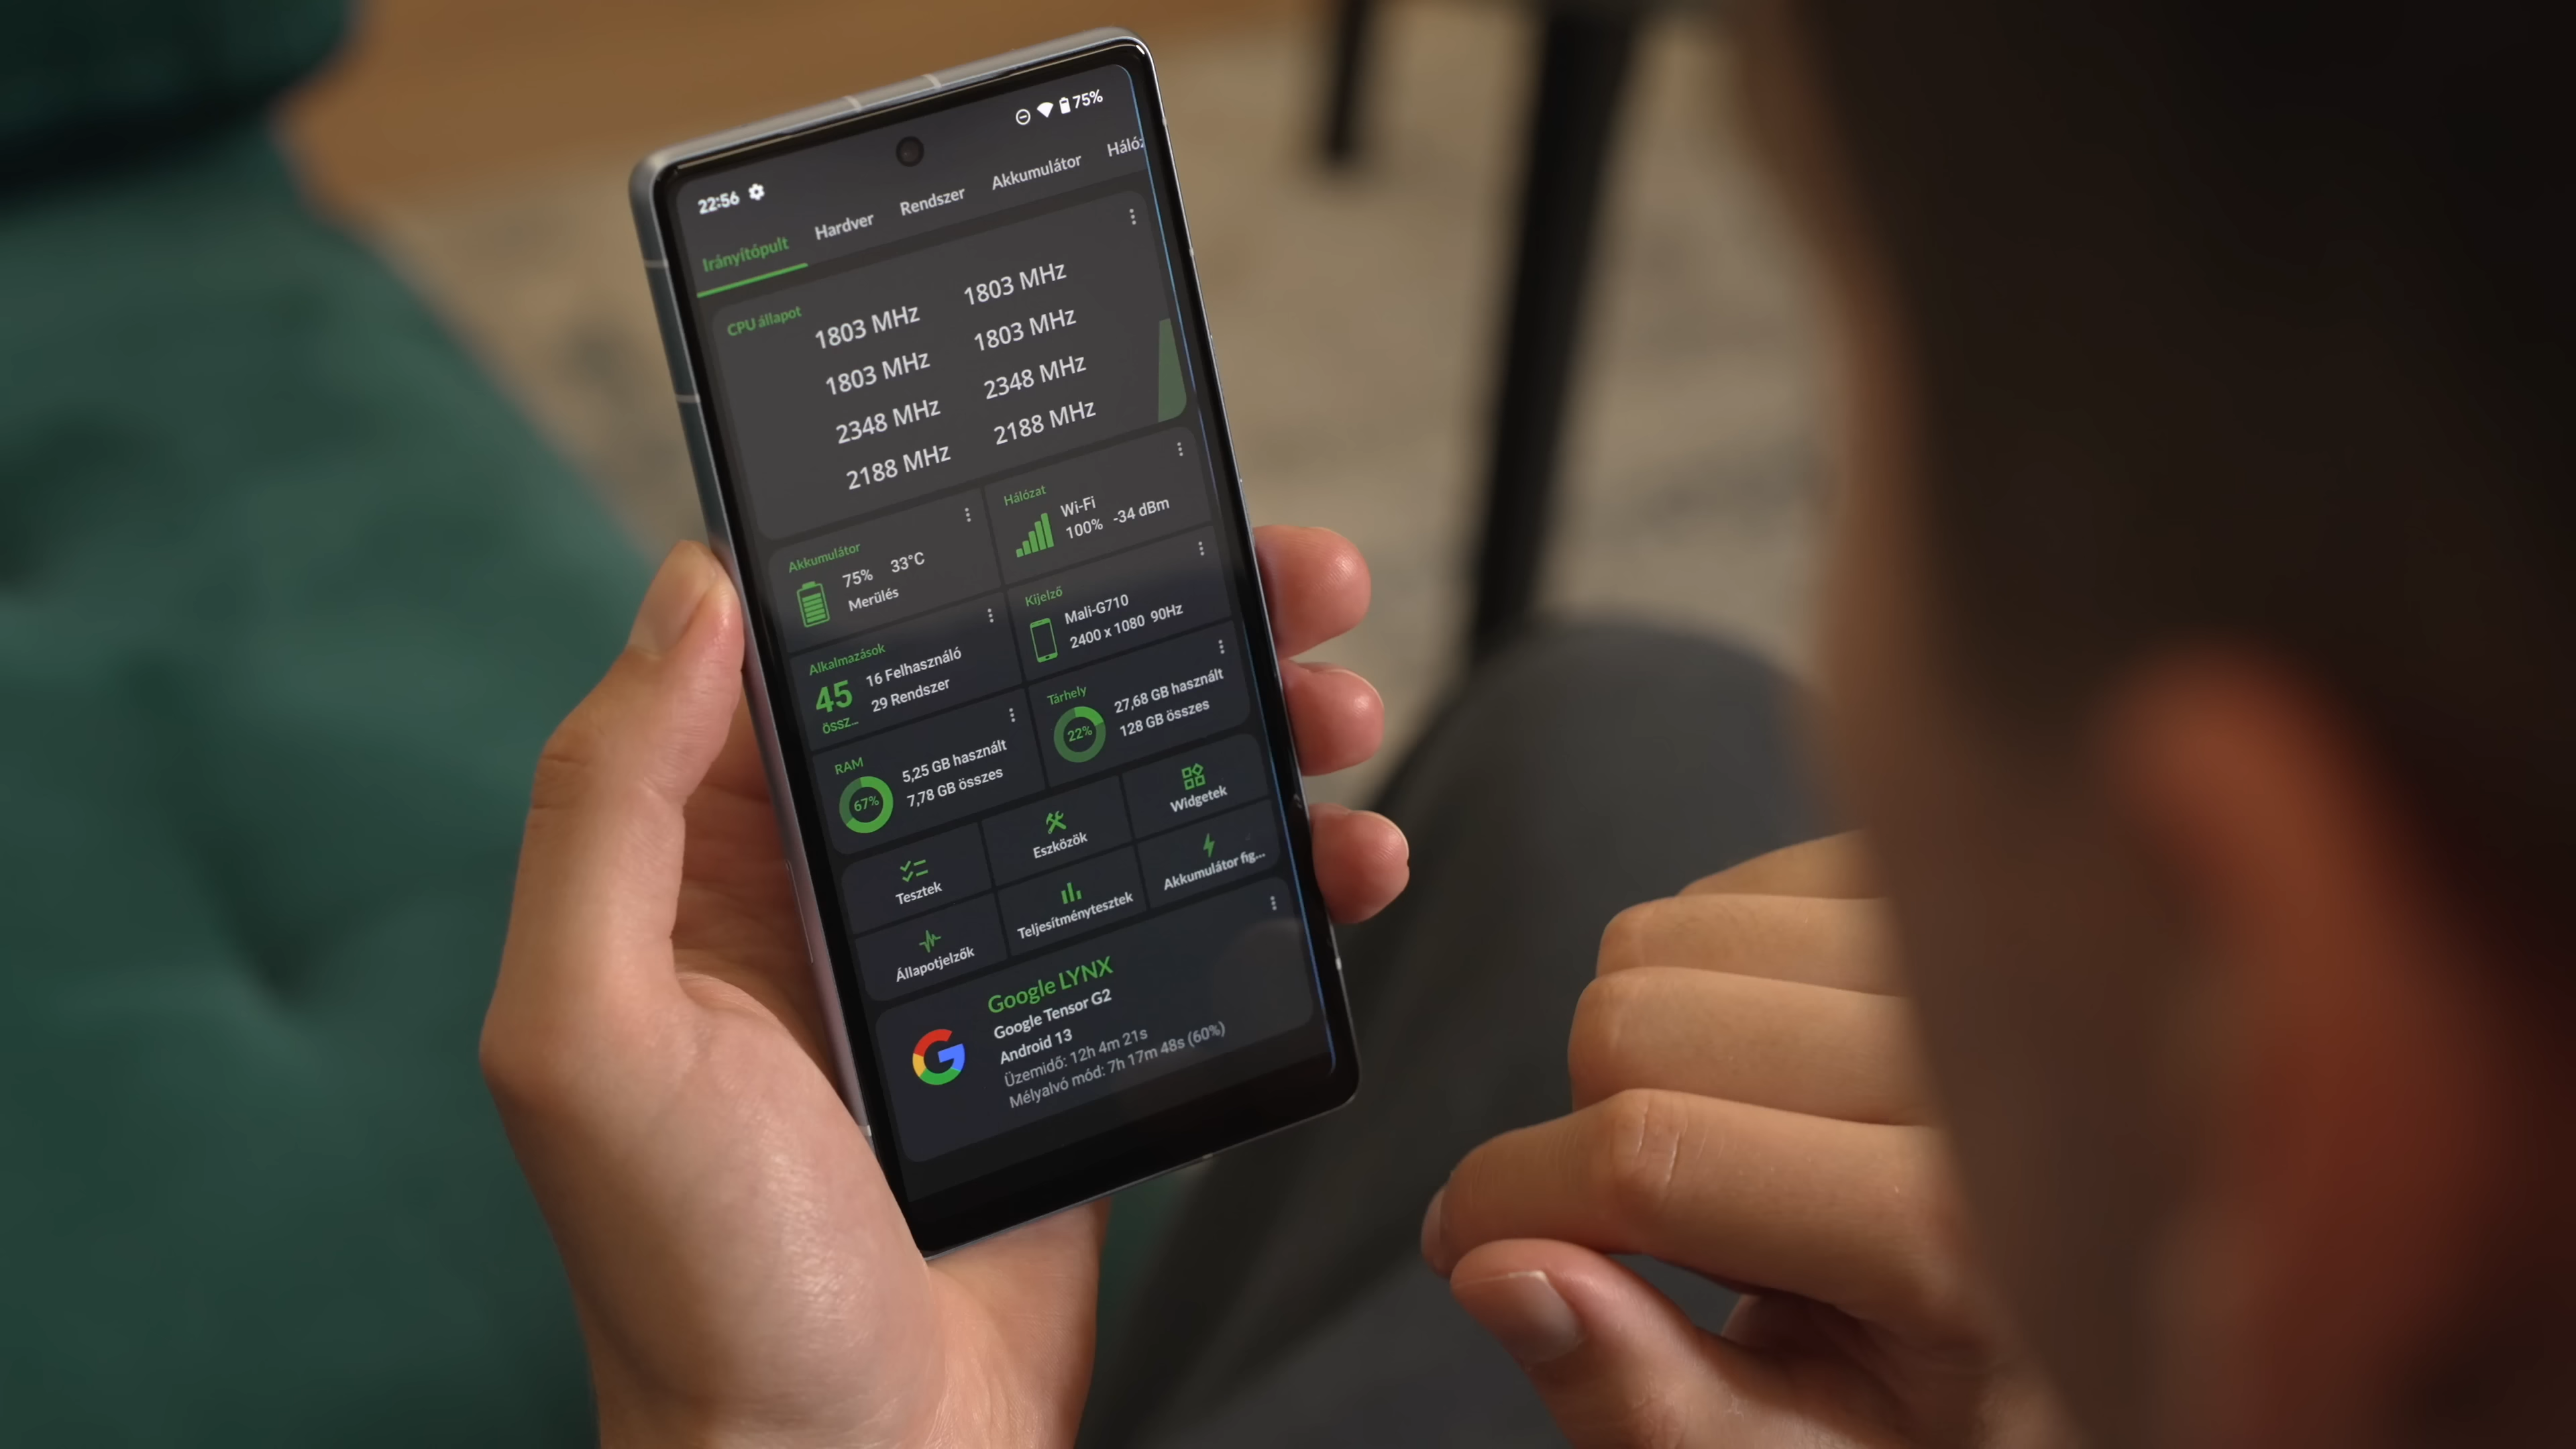 22:56
75%
Irányítópult Hardver Rendszer Akkumulátor Hálóz
CPU állapot
1803 MHz 1803 MHz
1803 MHz 1803 MHz
2348 MHz 2348 MHz
2188 MHz 2188 MHz
Akkumulátor
75% 33°C
Merülés
Hálózat
Wi-Fi
100% -34 dBm
Alkalmazások
45
össz...
16 Felhasználó
29 Rendszer
Kijelző
Mali-G710
2400 x 1080 90Hz
RAM
67%
5,25 GB használt
7,78 GB összes
Tárhely
22%
27,68 GB használt
128 GB összes
Tesztek Eszközök Widgetek
Állapotjelzők Teljesítménytesztek Akkumulátor fig...
Google LYNX
Google Tensor G2
Android 13
Üzemidő: 12h 4m 21s
Mélyalvó mód: 7h 17m 48s (60%)